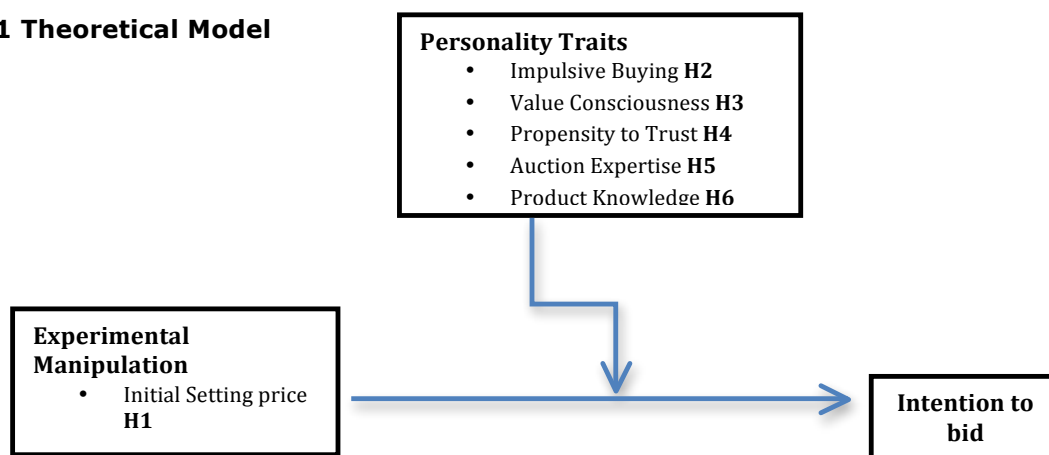 1 Theoretical Model
Personality Traits
• Impulsive Buying H2
• Value Consciousness H3
• Propensity to Trust H4
• Auction Expertise H5
• Product Knowledge H6
Experimental
Manipulation
• Initial Setting price
H1
Intention to
bid